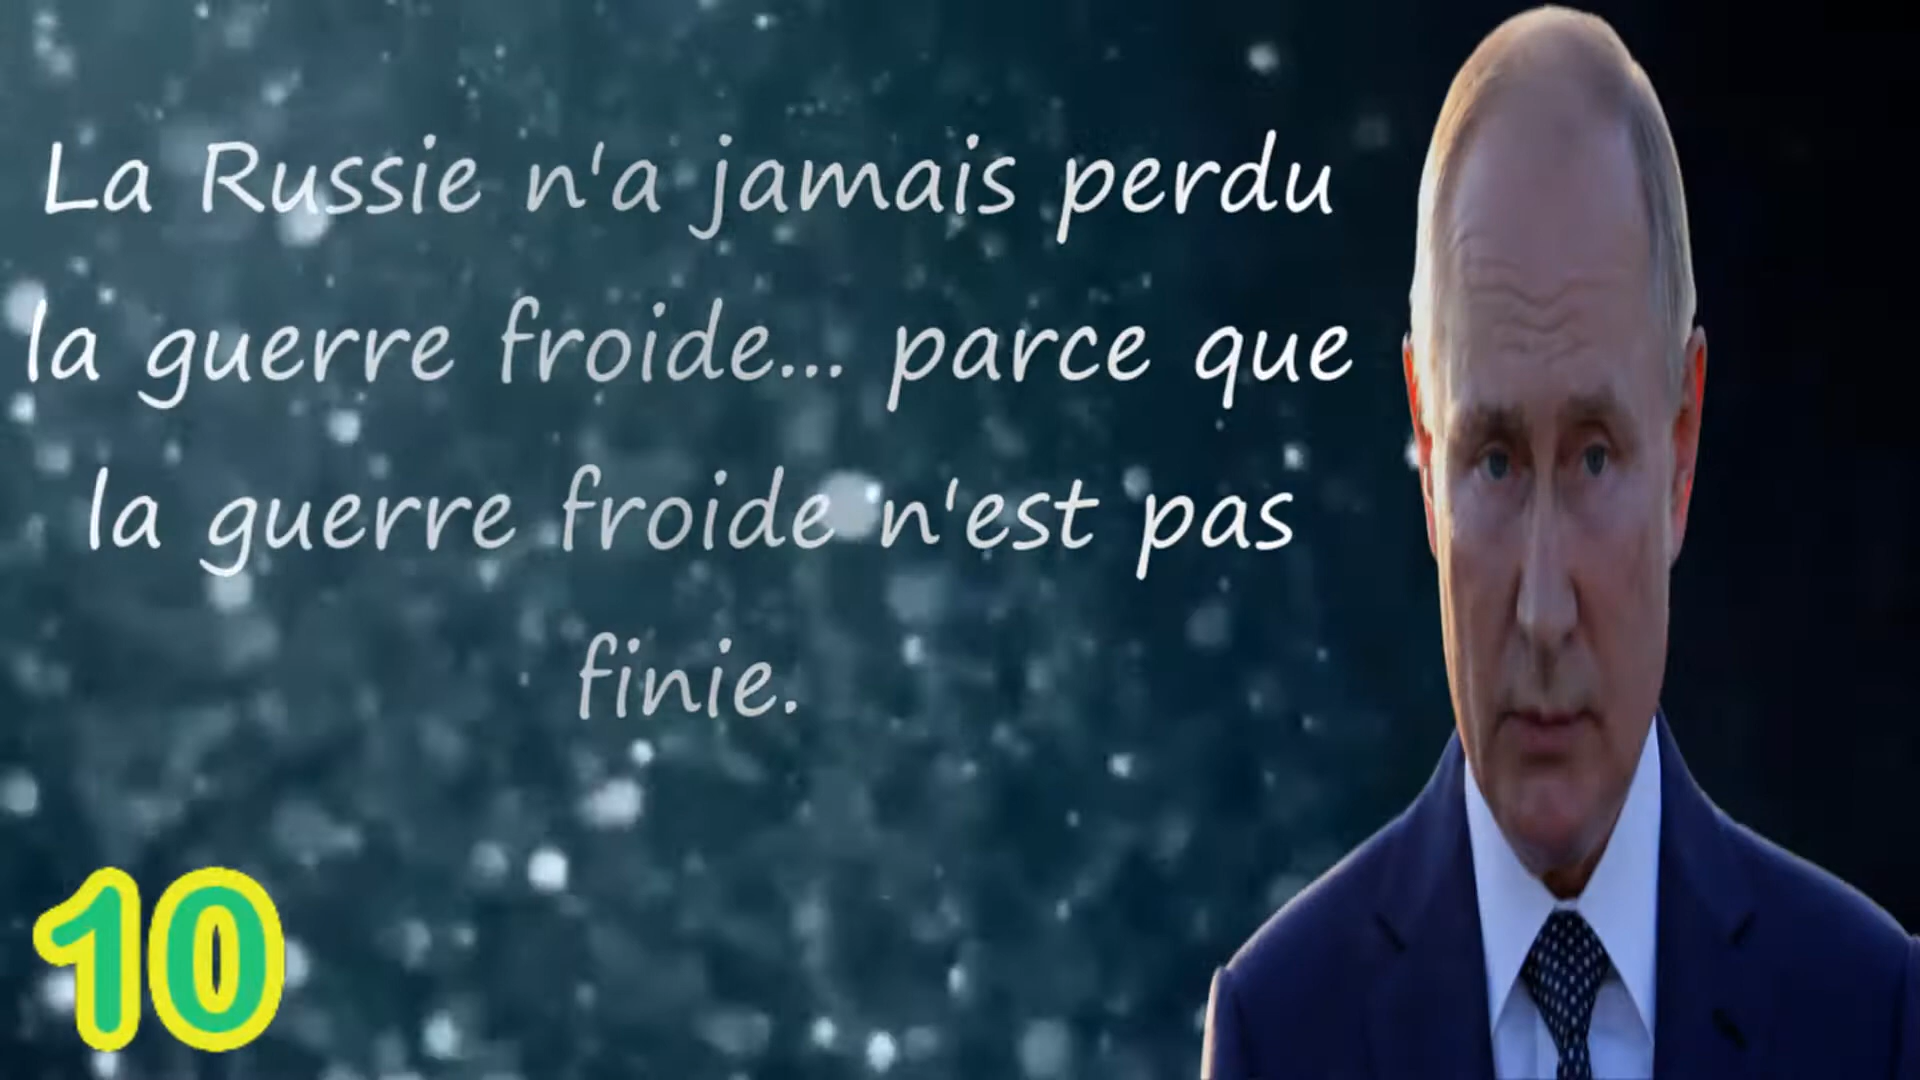 La Russie n'a jamais perdu
la guerre froide... parce que
la guerre froide n'est pas
finie.
10